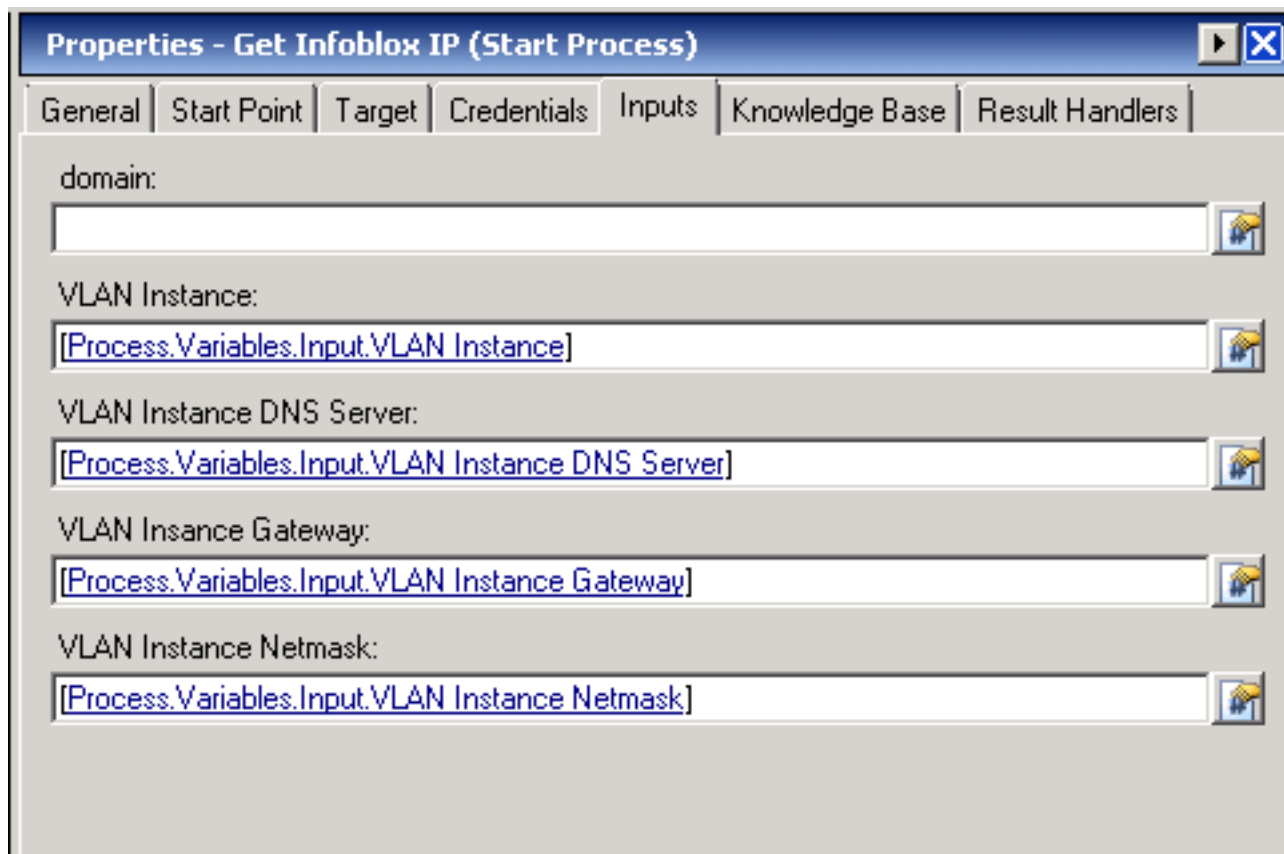 Properties - Get Infoblox IP (Start Process)
General Start Point Target Credentials Inputs Knowledge Base Result Handlers
domain:
VLAN Instance:
[Process.Variables.Input.VLAN Instance]
VLAN Instance DNS Server:
[Process.Variables.Input.VLAN Instance DNS Server]
VLAN Insance Gateway:
[Process.Variables.Input.VLAN Instance Gateway]
VLAN Instance Netmask:
[Process.Variables.Input.VLAN Instance Netmask]